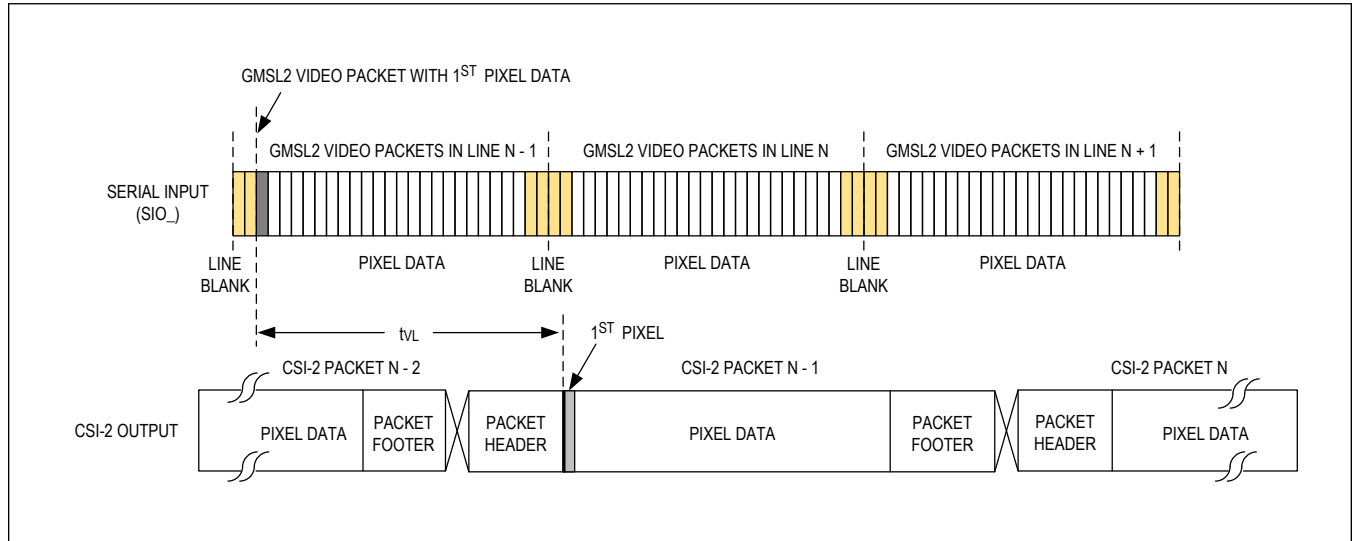 GMSL2 VIDEO PACKET WITH 1ST PIXEL DATA
GMSL2 VIDEO PACKETS IN LINE N - 1
GMSL2 VIDEO PACKETS IN LINE N
GMSL2 VIDEO PACKETS IN LINE N + 1
SERIAL INPUT
(SIO_)
LINE
BLANK
PIXEL DATA
LINE
BLANK
PIXEL DATA
LINE
BLANK
PIXEL DATA
tVL
1ST PIXEL
CSI-2 PACKET N - 2
CSI-2 PACKET N - 1
CSI-2 PACKET N
CSI-2 OUTPUT
PIXEL DATA
PACKET
FOOTER
PACKET
HEADER
PIXEL DATA
PACKET
FOOTER
PACKET
HEADER
PIXEL DATA